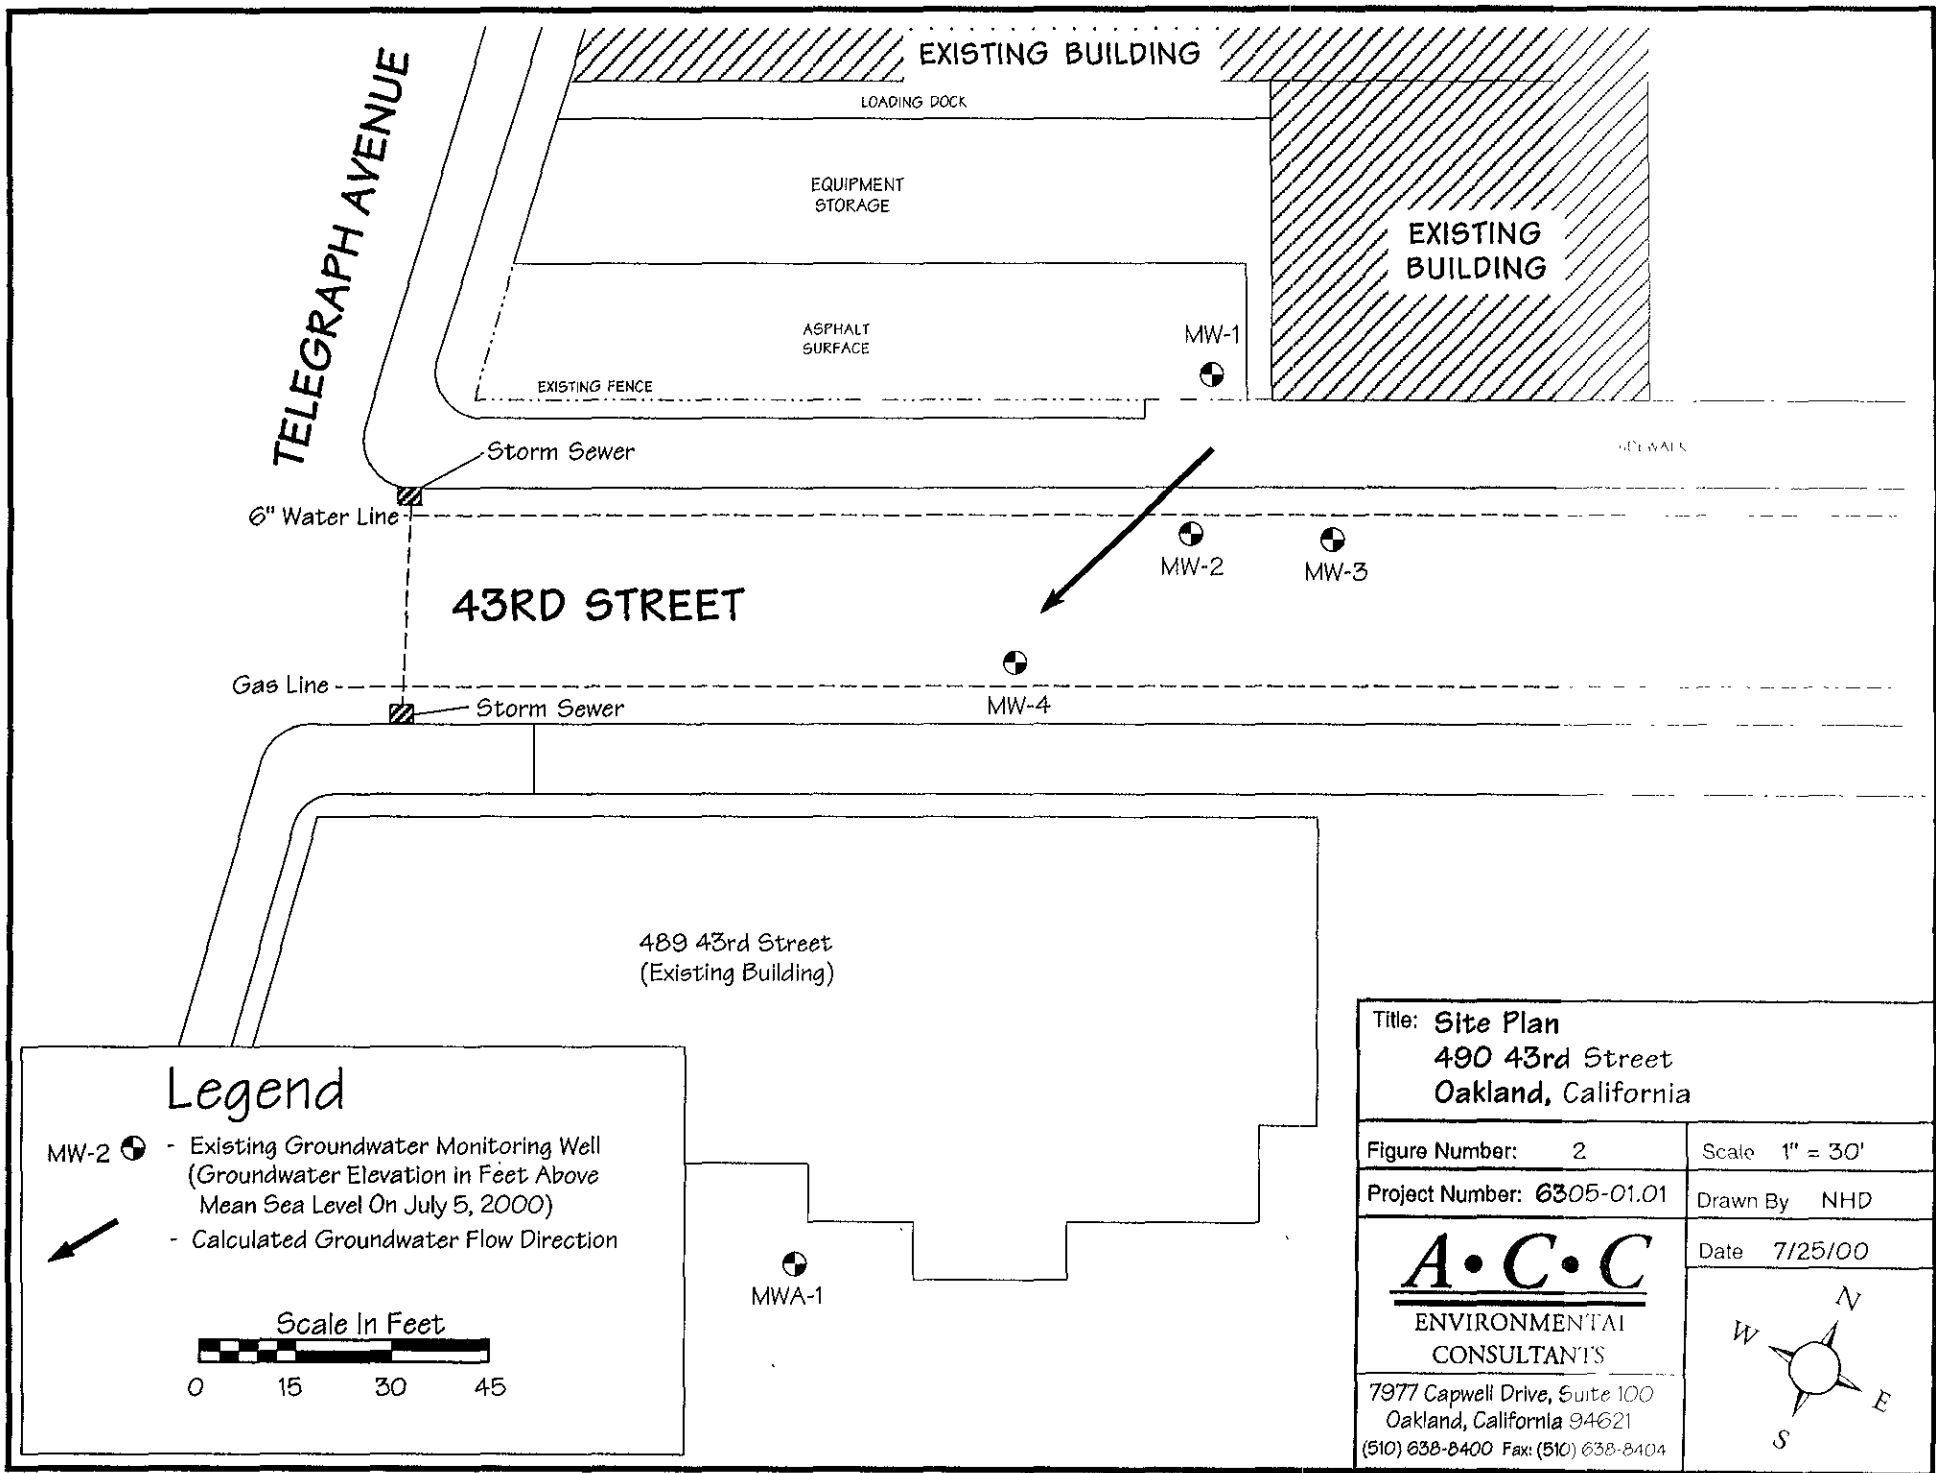 EXISTING BUILDING
LOADING DOCK
TELEGRAPH AVENUE
EQUIPMENT
STORAGE
EXISTING
BUILDING
ASPHALT
SURFACE
MW-1
EXISTING FENCE
Storm Sewer
SIDEWALK
6" Water Line
MW-2
MW-3
43RD STREET
Gas Line
MW-4
Storm Sewer
489 43rd Street
(Existing Building)
Legend
MW-2 - Existing Groundwater Monitoring Well
(Groundwater Elevation in Feet Above
Mean Sea Level On July 5, 2000)
- Calculated Groundwater Flow Direction
Scale In Feet
0 15 30 45
MWA-1
Title: Site Plan
490 43rd Street
Oakland, California
Figure Number: 2
Scale 1" = 30'
Project Number: 6305-01.01
Drawn By NHD
Date 7/25/00
A•C•C
ENVIRONMENTAL
CONSULTANTS
7977 Capwell Drive, Suite 100
Oakland, California 94621
(510) 638-8400 Fax: (510) 638-8404
N
W
E
S